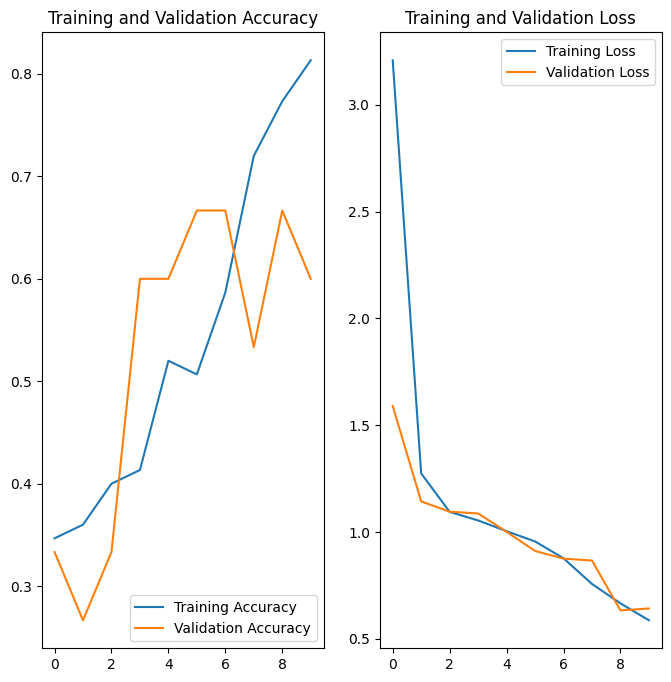 Training and Validation Accuracy
0.8
0.7
0.6
0.5
0.4
0.3
Training Accuracy
Validation Accuracy
0 2 4 6 8
Training and Validation Loss
Training Loss
Validation Loss
3.0
2.5
2.0
1.5
1.0
0.5
0 2 4 6 8